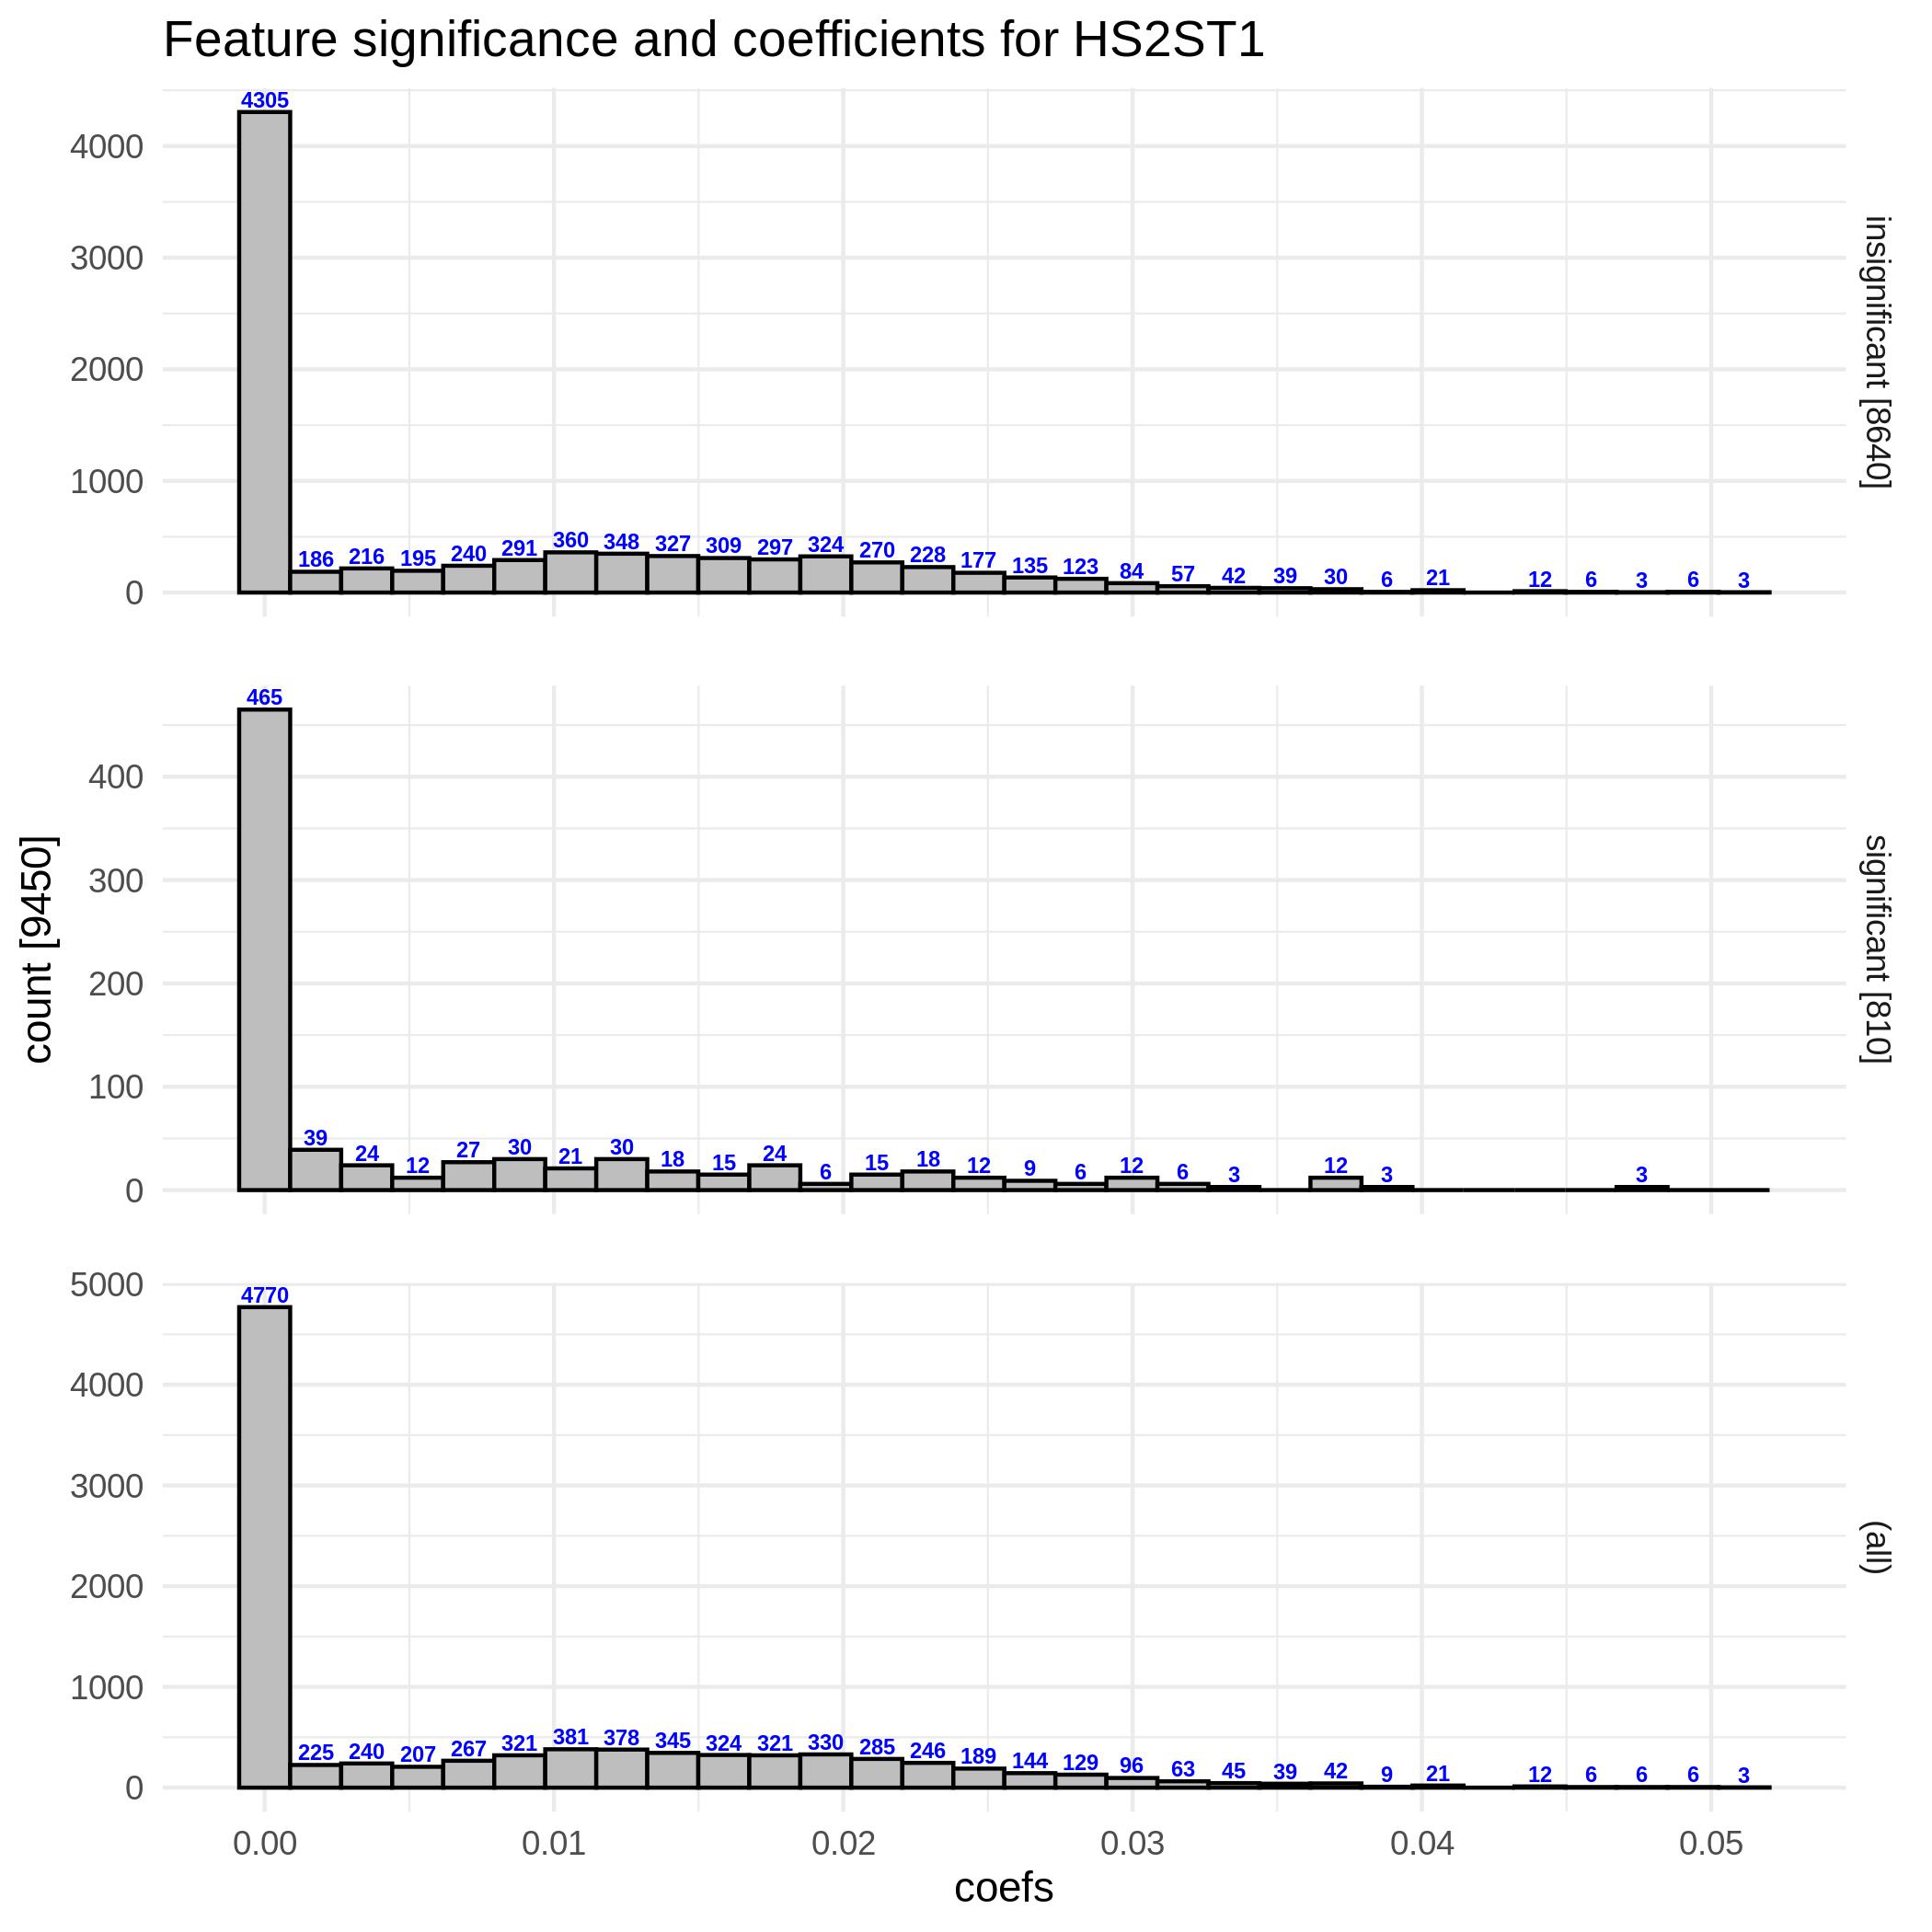 Feature significance and coefficients for HS2ST1
4305
4000
3000
2000
1000
0
186 216 195 240 291 360 348 327 309 297 324 270 228 177 135 123 84 57 42 39 30 6 21 12 6 3 6 3
insignificant [8640]
465
400
300
200
100
0
39 24 12 27 30 21 30 18 15 24 6 15 18 12 9 6 12 6 3 12 3 3
significant [810]
count [9450]
5000
4770
4000
3000
2000
1000
0
225 240 207 267 321 381 378 345 324 321 330 285 246 189 144 129 96 63 45 39 42 9 21 12 6 6 6 3
(all)
0.00 0.01 0.02 0.03 0.04 0.05
coefs